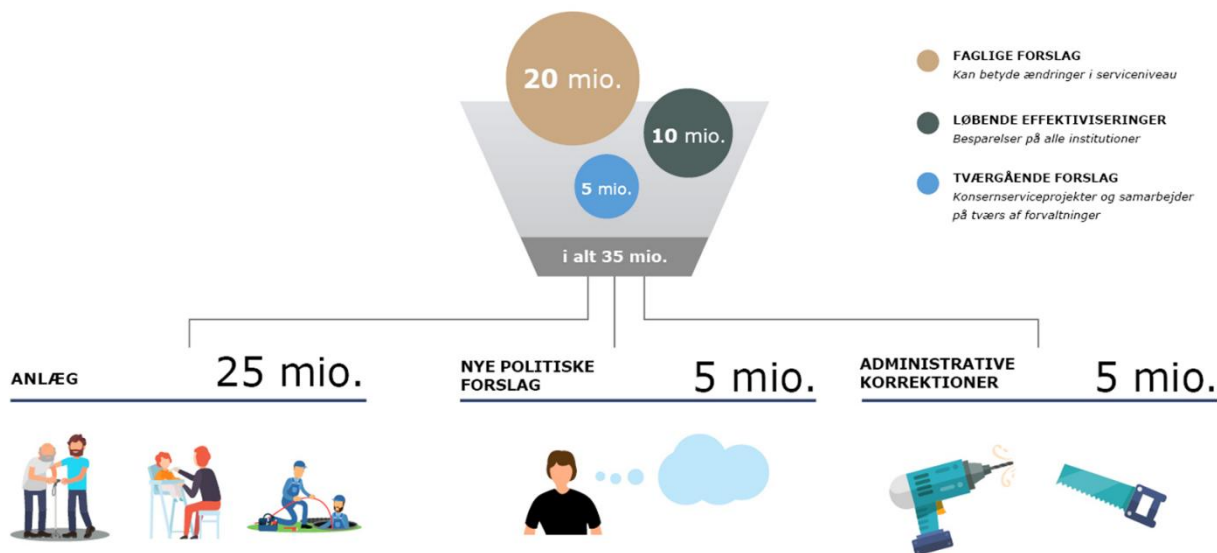 20 mio.
10 mio.
5 mio.
i alt 35 mio.
FAGLIGE FORSLAG
Kan betyde ændringer i serviceniveau
LØBENDE EFFEKTIVISERINGER
Besparelser på alle institutioner
TVÆRGÅENDE FORSLAG
Konsernserviceprojekter og samarbejder
på tværs af forvaltninger
ANLÆG
25 mio.
NYE POLITISKE
FORSLAG
5 mio.
ADMINISTRATIVE
KORREKTIONER
5 mio.